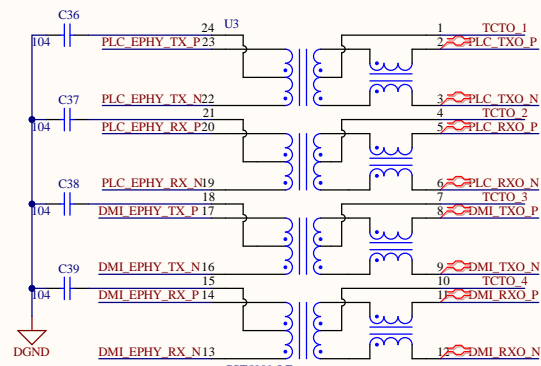 C36 24 U3 1 TCTO_1
104 PLC_EPHY_TX_P 23 2 PLC_TXO_P
C37 PLC_EPHY_TX_N 22 3 PLC_TXO_N
21 4 TCTO_2
104 PLC_EPHY_RX_P 20 5 PLC_RXO_P
C38 PLC_EPHY_RX_N 19 6 PLC_RXO_N
18 7 TCTO_3
104 DMI_EPHY_TX_P 17 8 DMI_TXO_P
C39 DMI_EPHY_TX_N 16 9 DMI_TXO_N
15 10 TCTO_4
104 DMI_EPHY_RX_P 14 11 DMI_RXO_P
DGND DMI_EPHY_RX_N 13 12 DMI_RXO_N